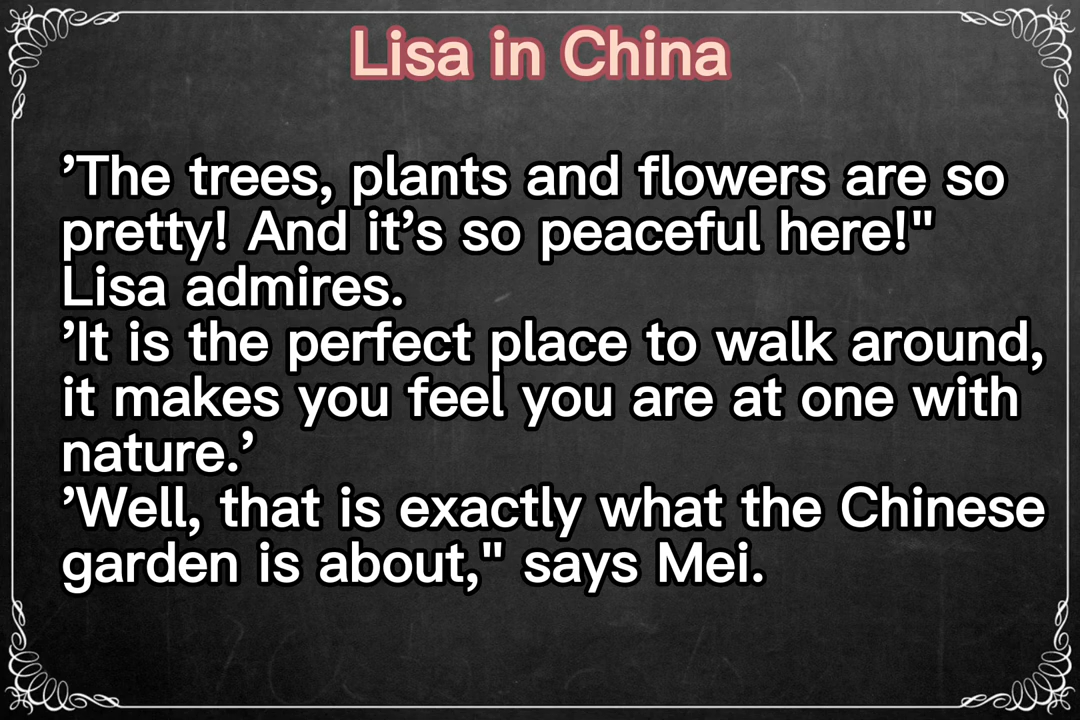 Lisa in China
’The trees, plants and flowers are so
pretty! And it’s so peaceful here!"
Lisa admires.
’It is the perfect place to walk around,
it makes you feel you are at one with
nature.’
’Well, that is exactly what the Chinese
garden is about," says Mei.